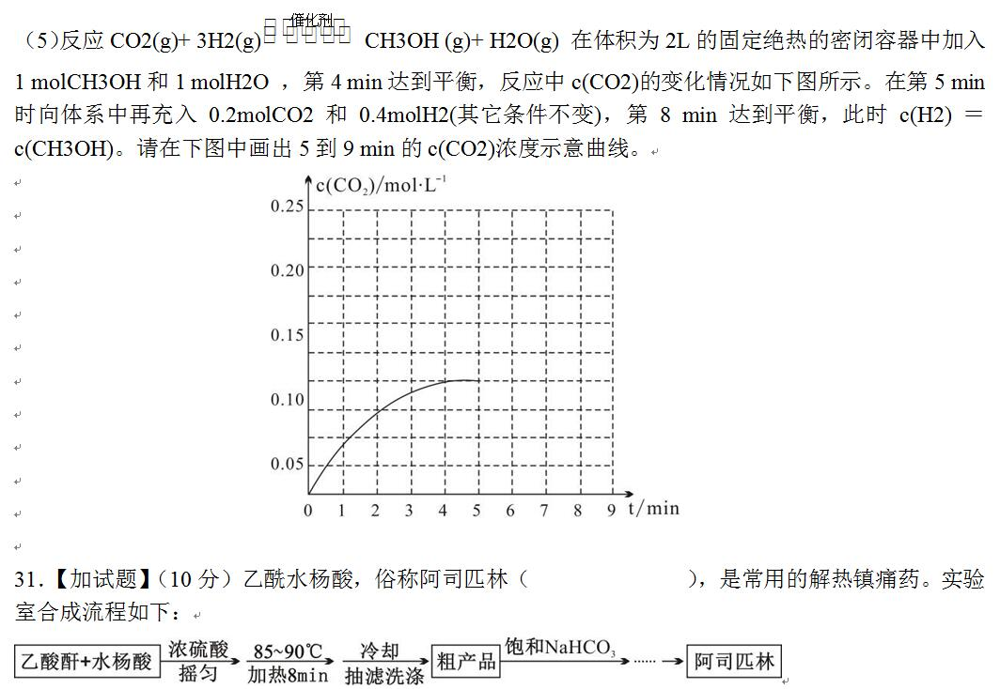 催化剂
（5）反应 CO2(g)+ 3H2(g) CH3OH (g)+ H2O(g) 在体积为 2L 的固定绝热的密闭容器中加入
1 molCH3OH 和 1 molH2O ，第 4 min 达到平衡，反应中 c(CO2)的变化情况如下图所示。在第 5 min
时向体系中再充入 0.2molCO2 和 0.4molH2(其它条件不变)，第 8 min 达到平衡，此时 c(H2) ＝
c(CH3OH)。请在下图中画出 5 到 9 min 的 c(CO2)浓度示意曲线。
c(CO₂)/mol·L⁻¹
0.25
0.20
0.15
0.10
0.05
0 1 2 3 4 5 6 7 8 9 t/min
31.【加试题】（10 分）乙酰水杨酸，俗称阿司匹林（ ），是常用的解热镇痛药。实验
室合成流程如下：
乙酸酐+水杨酸 浓硫酸 摇匀 85~90℃ 加热8min 冷却 抽滤洗涤 粗产品 饱和NaHCO₃ ······ 阿司匹林